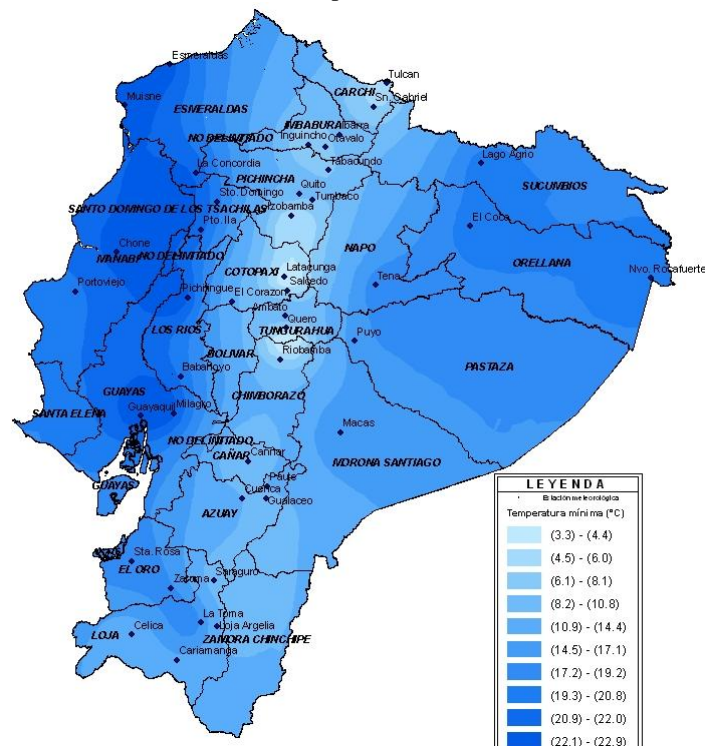 Esmeraldas
Tulcan
CARCHI
Muisne
Sn. Gabriel
ESMERALDAS
IMBABURA
Ibarra
NO DELIMITADO
Inguincho
Otavalo
La Concordia
Tabacundo
Lago Agrio
PICHINCHA
Quito
SUCUMBIOS
Sto. Domingo
Tumbaco
SANTO DOMINGO DE LOS TSACHILAS
Izobamba
Pto. Ila
El Coca
Chone
NAPO
MANABI
NO DELIMITADO
ORELLANA
COTOPAXI
Latacunga
Nvo. Rocafuerte
Portoviejo
Pichilingue
Salcedo
Tena
El Corazon
Ambato
Quero
LOS RIOS
TUNGURAHUA
Puyo
BOLIVAR
Riobamba
PASTAZA
Babahoyo
GUAYAS
CHIMBORAZO
SANTA ELENA
Guayaquil
Milagro
Macas
NO DELIMITADO
CAÑAR
Cannar
MORONA SANTIAGO
GUAYAS
Paute
Cuenca
Gualaceo
AZUAY
Sta. Rosa
EL ORO
Saraguro
Zaruma
La Toma
LOJA
Celica
Loja Argelia
ZAMORA CHINCHIPE
Cariamanga
LEYENDA
Estación meteorológica
Temperatura mínima (°C)
(3.3) - (4.4)
(4.5) - (6.0)
(6.1) - (8.1)
(8.2) - (10.8)
(10.9) - (14.4)
(14.5) - (17.1)
(17.2) - (19.2)
(19.3) - (20.8)
(20.9) - (22.0)
(22.1) - (22.9)